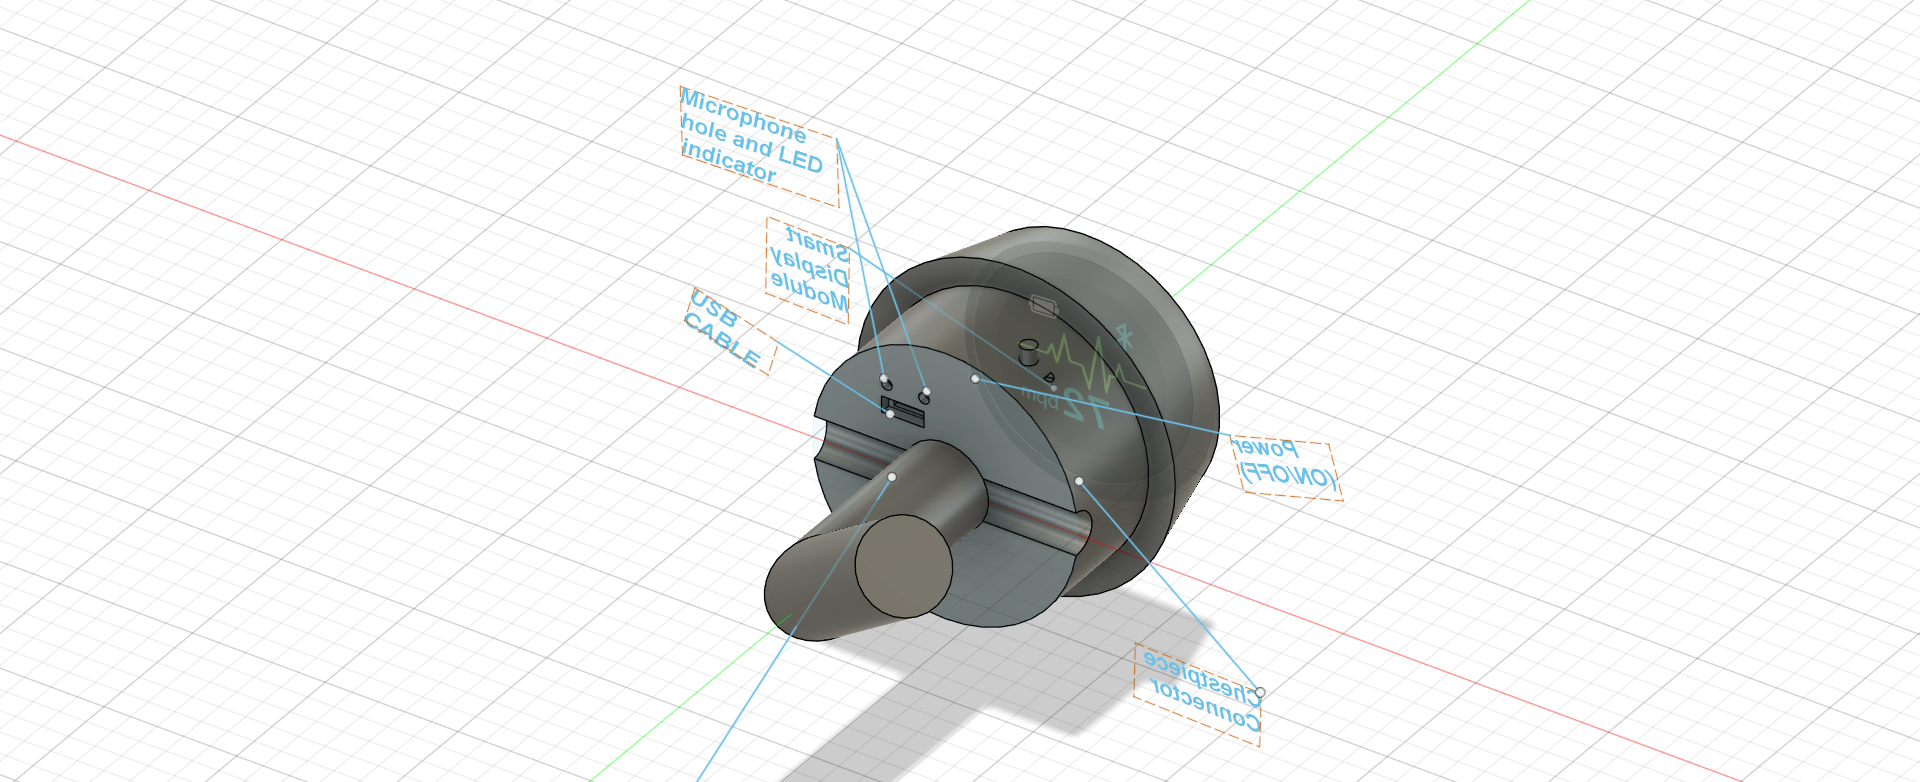 Microphone
hole and LED
indicator
Smart
Display
Module
USB
CABLE
72
bpm
Power
(ON/OFF)
Chestpiece
Connector